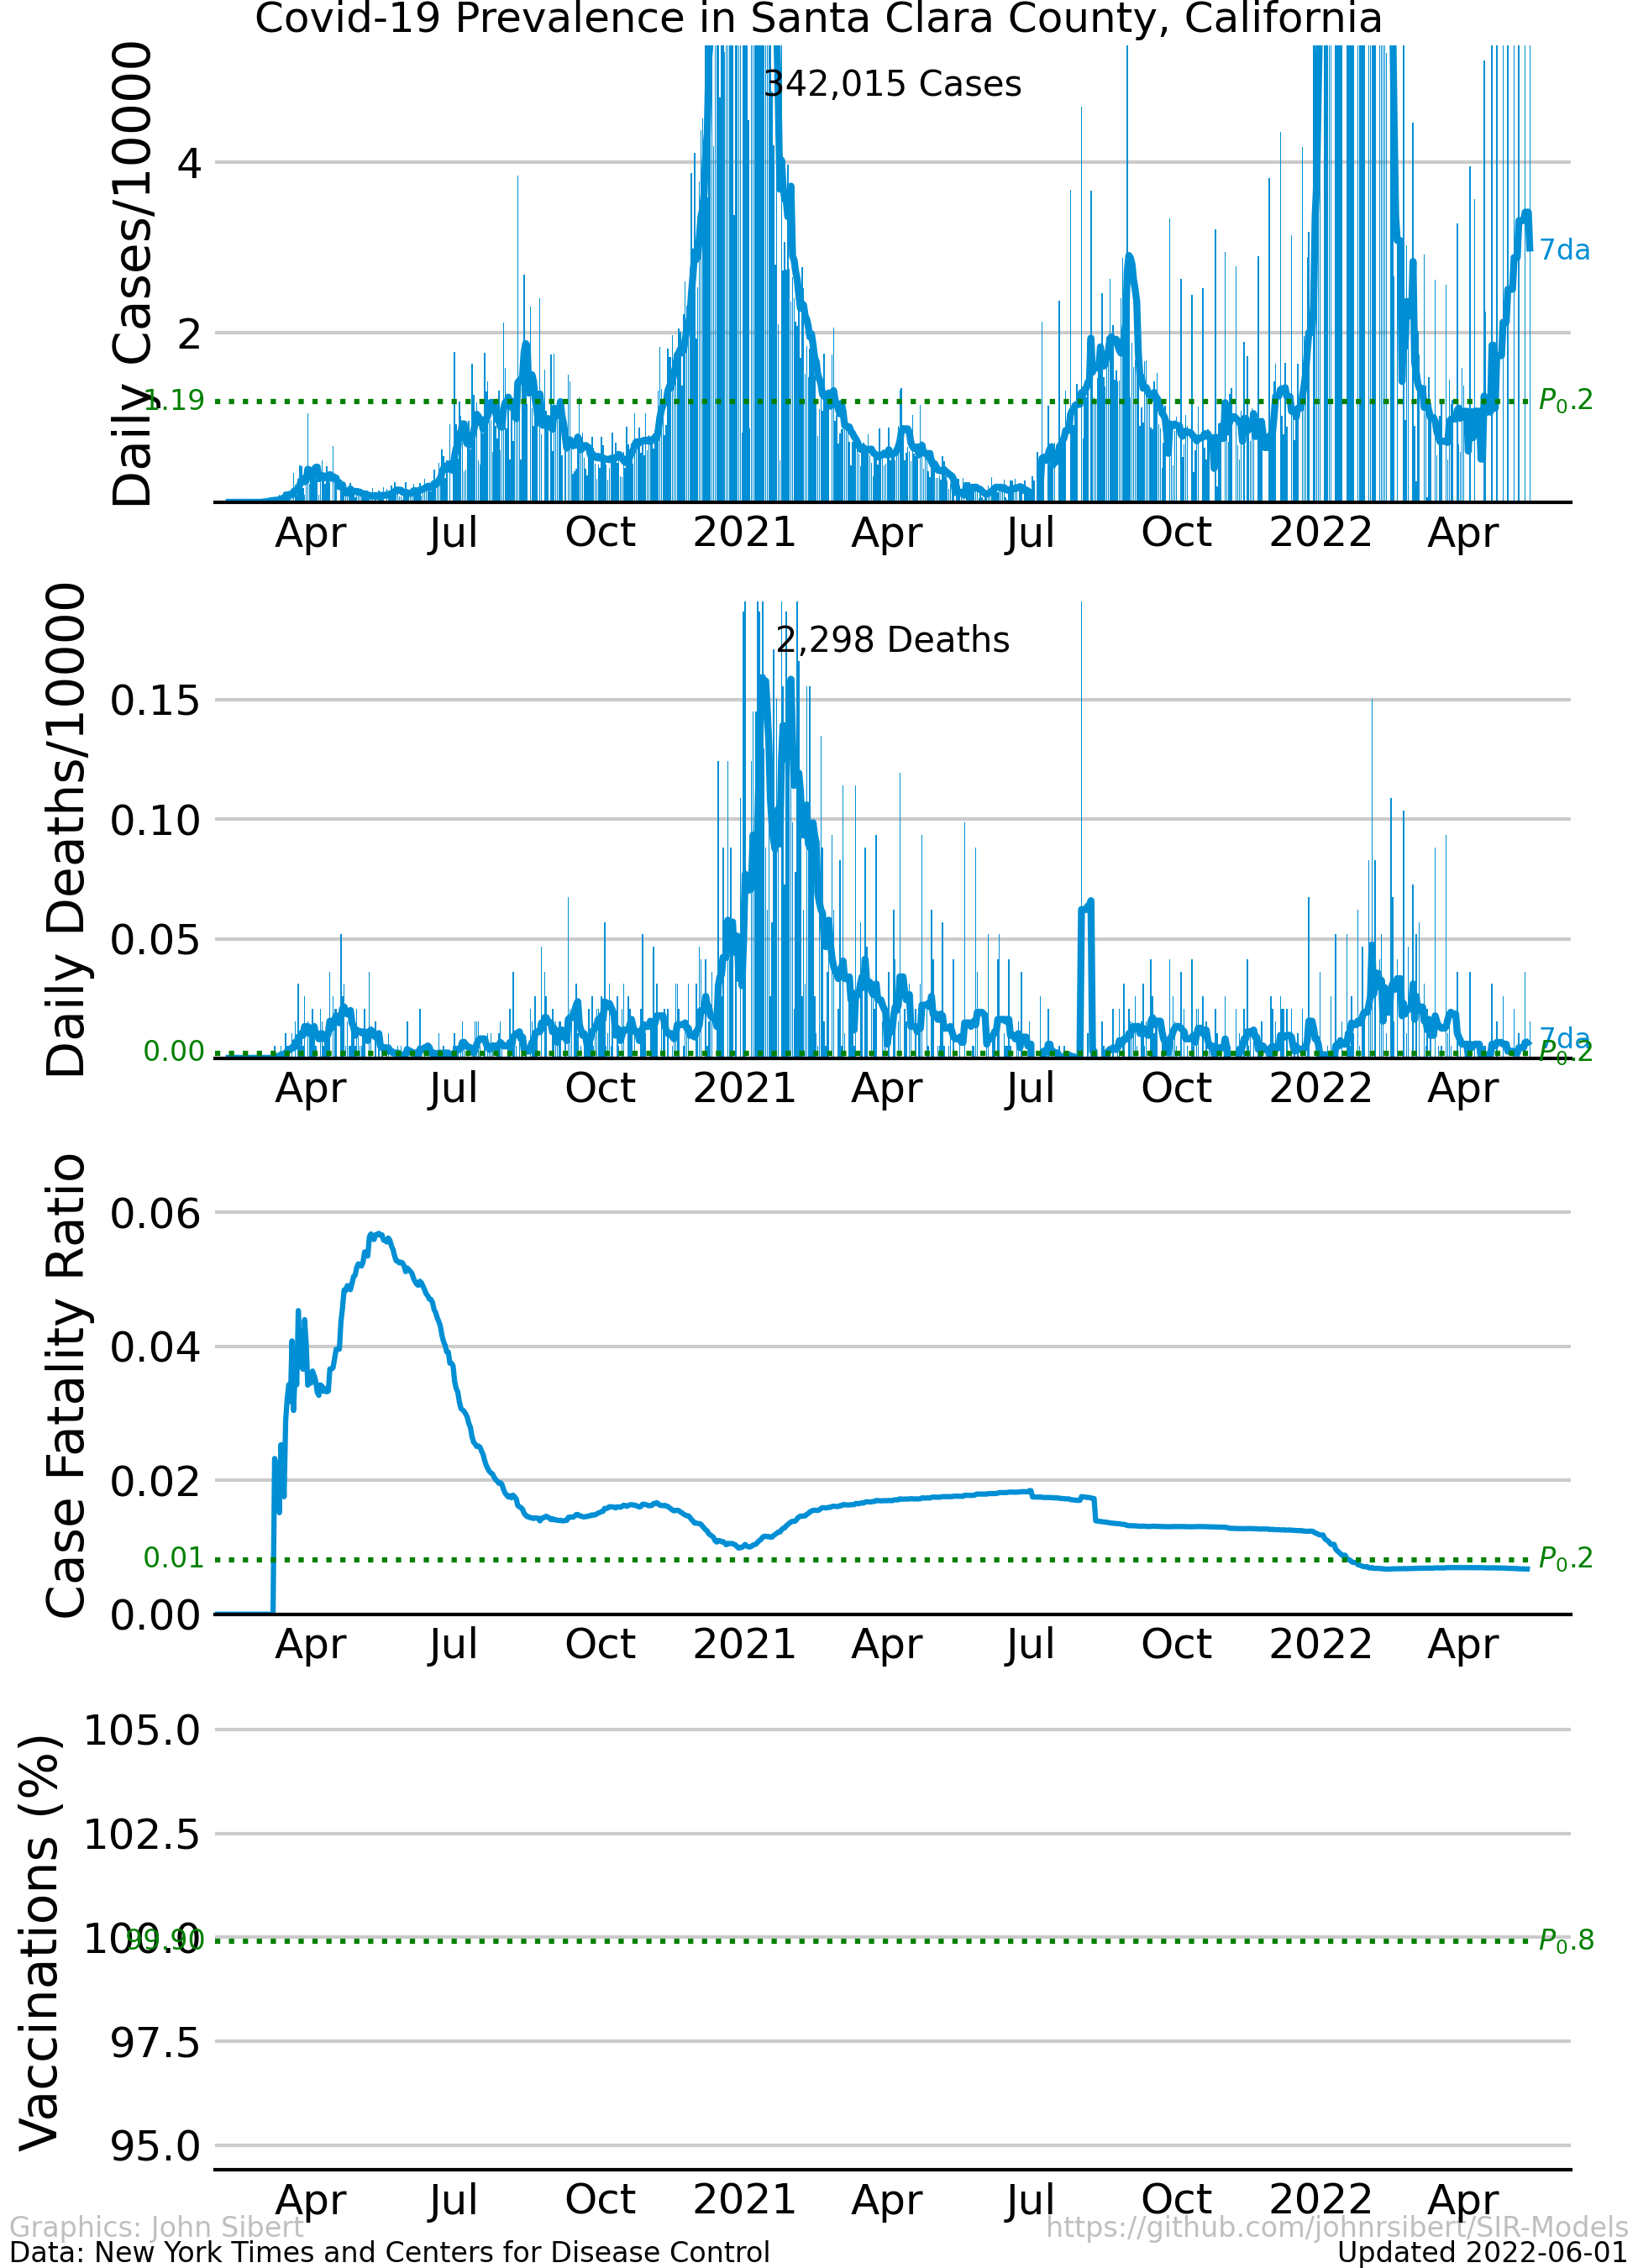 Covid-19 Prevalence in Santa Clara County, California
Daily Cases/10000
342,015 Cases
4
2
1.19
7da
P0.2
Apr Jul Oct 2021 Apr Jul Oct 2022 Apr
Daily Deaths/10000
2,298 Deaths
0.15
0.10
0.05
0.00
7da
P0.2
Apr Jul Oct 2021 Apr Jul Oct 2022 Apr
Case Fatality Ratio
0.06
0.04
0.02
0.01
0.00
P0.2
Apr Jul Oct 2021 Apr Jul Oct 2022 Apr
Vaccinations (%)
105.0
102.5
100.0
99.90
P0.8
97.5
95.0
Apr Jul Oct 2021 Apr Jul Oct 2022 Apr
Graphics: John Sibert
https://github.com/johnrsibert/SIR-Models
Data: New York Times and Centers for Disease Control
Updated 2022-06-01